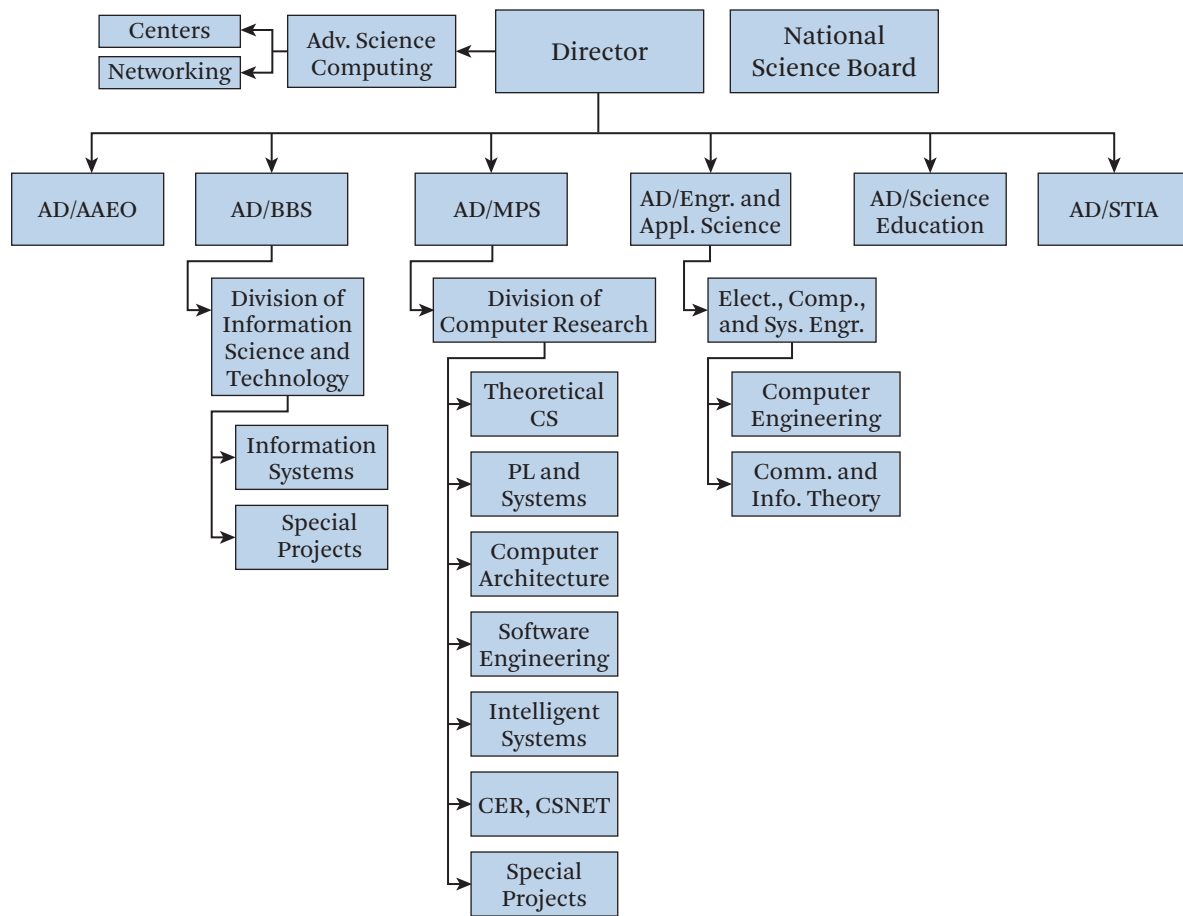 Centers
Networking
Adv. Science
Computing
Director
National
Science Board
AD/AAEO
AD/BBS
AD/MPS
AD/Engr. and
Appl. Science
AD/Science
Education
AD/STIA
Division of
Information
Science and
Technology
Information
Systems
Special
Projects
Division of
Computer Research
Theoretical
CS
PL and
Systems
Computer
Architecture
Software
Engineering
Intelligent
Systems
CER, CSNET
Special
Projects
Elect., Comp.,
and Sys. Engr.
Computer
Engineering
Comm. and
Info. Theory